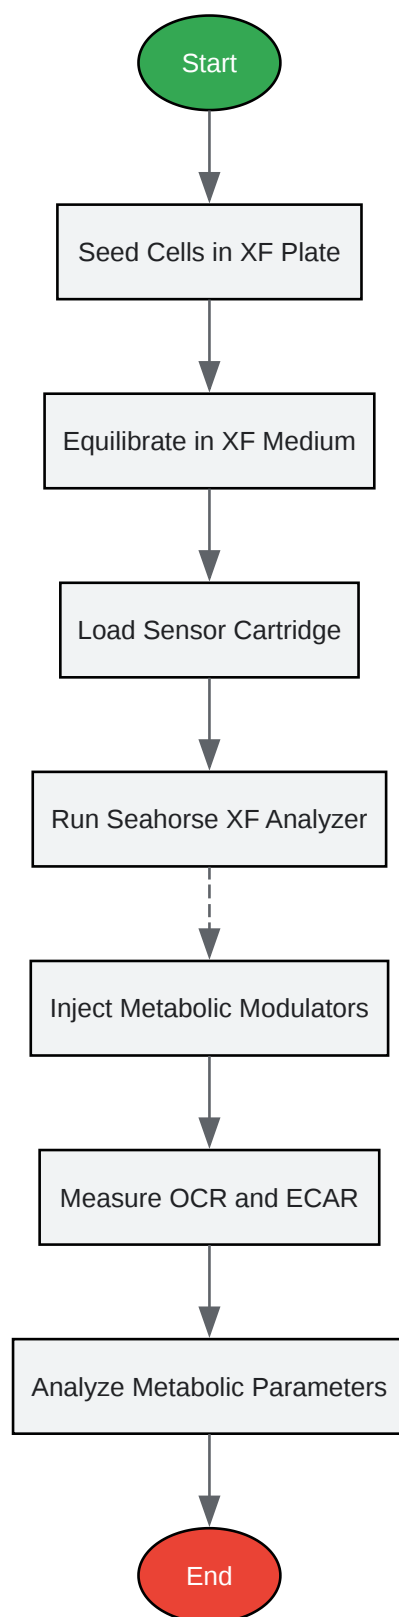 Start
Seed Cells in XF Plate
Equilibrate in XF Medium
Load Sensor Cartridge
Run Seahorse XF Analyzer
Inject Metabolic Modulators
Measure OCR and ECAR
Analyze Metabolic Parameters
End